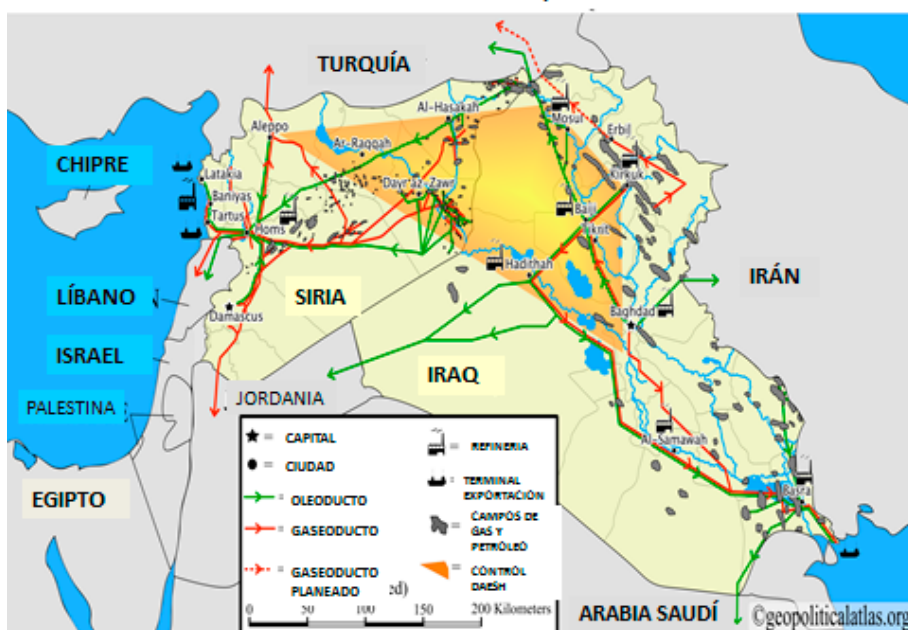 TURQUÍA
Al-Hasakah
Mosul
Erbil
Aleppo
Ar-Raqqah
Kirkuk
CHIPRE
Latakia
Dayr az-Zawr
Baniyas
Baiji
Tartus
Homs
Tikrit
Hadithah
IRÁN
LÍBANO
SIRIA
Damascus
Baghdad
ISRAEL
IRAQ
PALESTINA
JORDANIA
Al-Samawah
Basra
EGIPTO
= CAPITAL
= CIUDAD
= OLEODUCTO
= GASEODUCTO
= GASEODUCTO
PLANEADO ed)
= REFINERIA
= TERMINAL
EXPORTACIÓN
= CAMPOS DE
GAS Y
PETRÓLEO
= CONTROL
DAESH
0 50 100 150 200 Kilometers
ARABIA SAUDÍ
©geopoliticalatlas.org